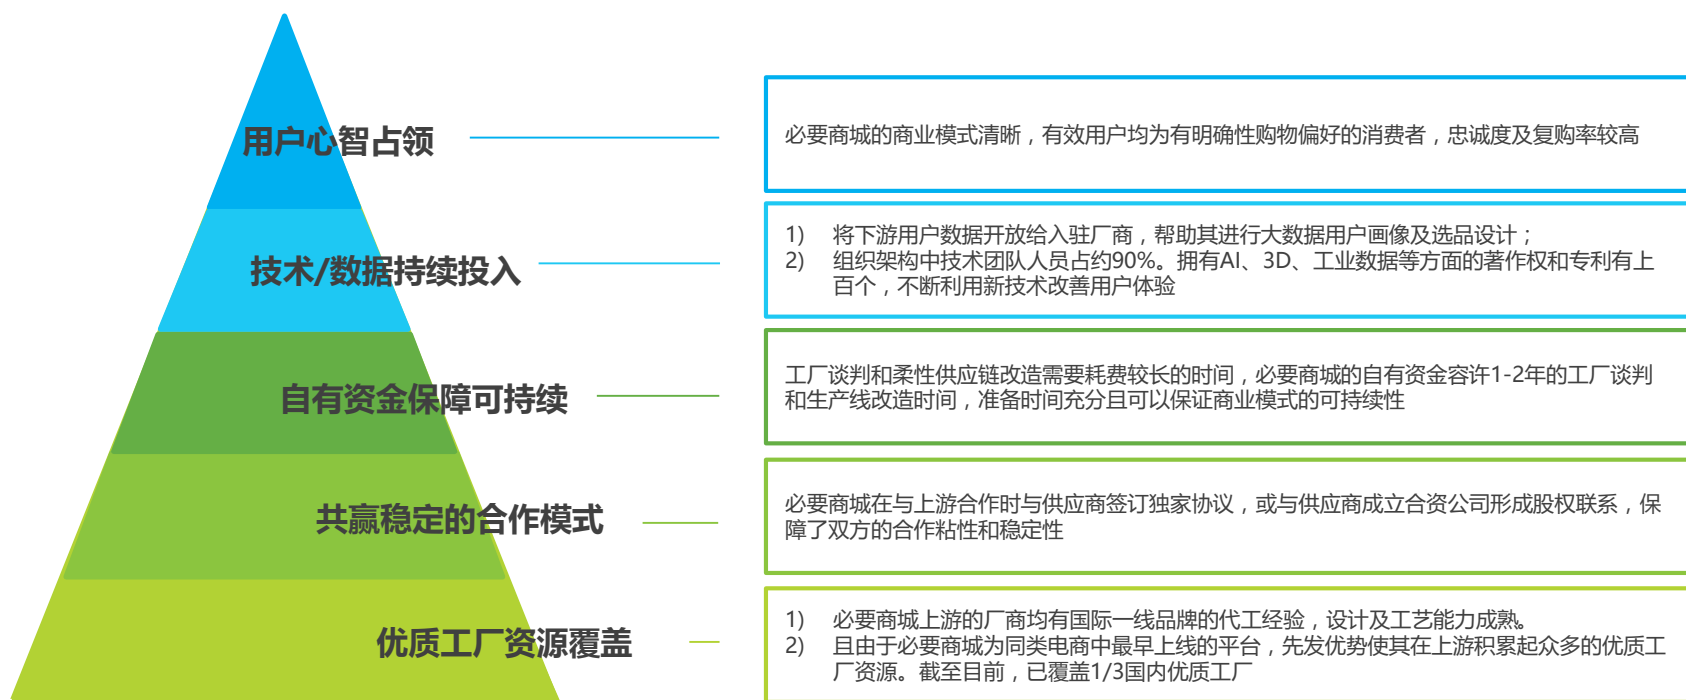 用户心智占领
必要商城的商业模式清晰，有效用户均为有明确性购物偏好的消费者，忠诚度及复购率较高
技术/数据持续投入
1) 将下游用户数据开放给入驻厂商，帮助其进行大数据用户画像及选品设计；
2) 组织架构中技术团队人员占约90%。拥有AI、3D、工业数据等方面的著作权和专利有上
百个，不断利用新技术改善用户体验
自有资金保障可持续
工厂谈判和柔性供应链改造需要耗费较长的时间，必要商城的自有资金容许1-2年的工厂谈判
和生产线改造时间，准备时间充分且可以保证商业模式的可持续性
共赢稳定的合作模式
必要商城在与上游合作时与供应商签订独家协议，或与供应商成立合资公司形成股权联系，保
障了双方的合作粘性和稳定性
优质工厂资源覆盖
1) 必要商城上游的厂商均有国际一线品牌的代工经验，设计及工艺能力成熟。
2) 且由于必要商城为同类电商中最早上线的平台，先发优势使其在上游积累起众多的优质工
厂资源。截至目前，已覆盖1/3国内优质工厂